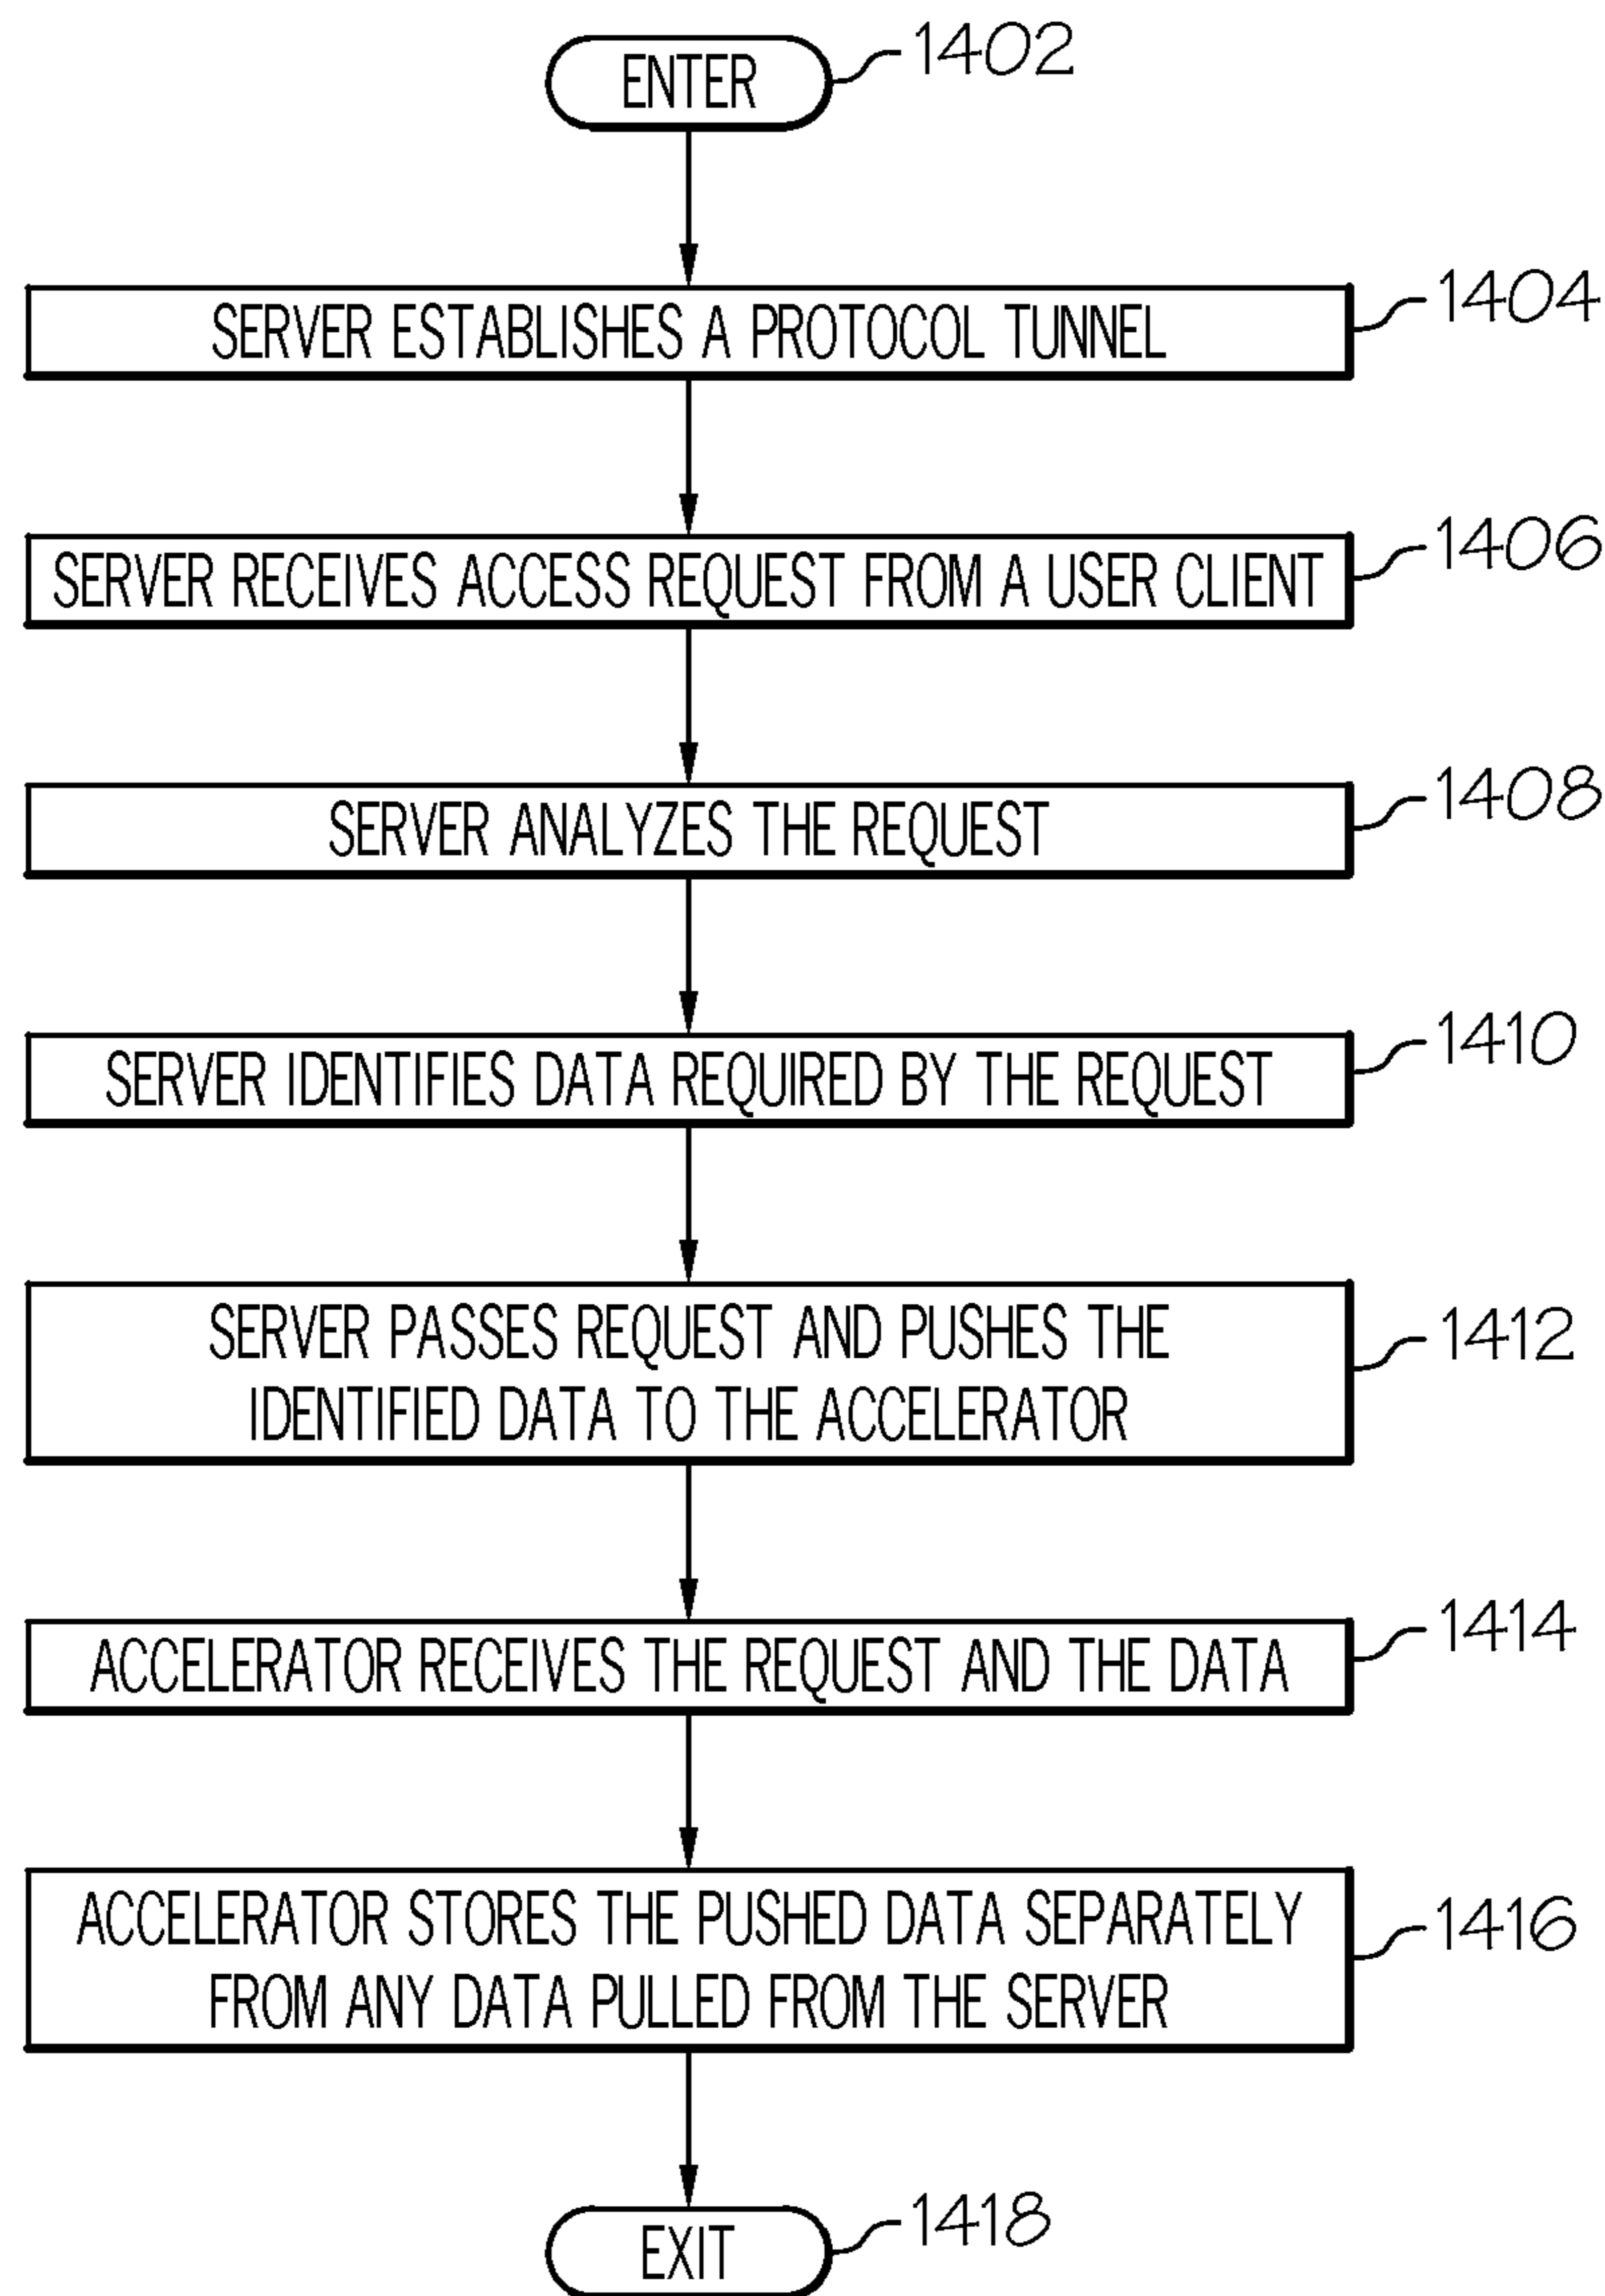 ENTER
1402
SERVER ESTABLISHES A PROTOCOL TUNNEL
1404
SERVER RECEIVES ACCESS REQUEST FROM A USER CLIENT
1406
SERVER ANALYZES THE REQUEST
1408
SERVER IDENTIFIES DATA REQUIRED BY THE REQUEST
1410
SERVER PASSES REQUEST AND PUSHES THE
IDENTIFIED DATA TO THE ACCELERATOR
1412
ACCELERATOR RECEIVES THE REQUEST AND THE DATA
1414
ACCELERATOR STORES THE PUSHED DATA SEPARATELY
FROM ANY DATA PULLED FROM THE SERVER
1416
EXIT
1418